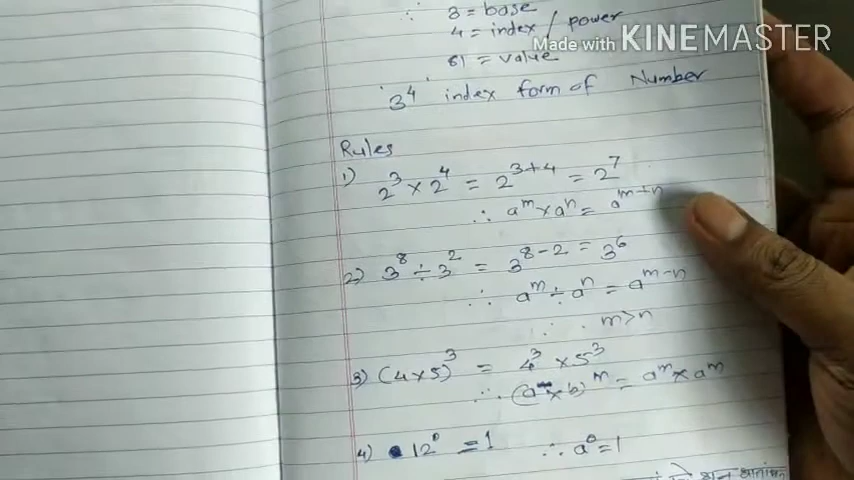 ∴ 3 = base
4 = index / power
Made with KINEMASTER
81 = value
'3⁴' index form of Number
Rules
1) 2³ × 2⁴ = 2³⁺⁴ = 2⁷
∴ aᵐ × aⁿ = aᵐ⁺ⁿ
2) 3⁸ ÷ 3² = 3⁸⁻² = 3⁶
∴ aᵐ ÷ aⁿ = aᵐ⁻ⁿ
∴ m > n
3) (4 × 5)³ = 4³ × 5³
∴ (a × b)ᵐ = aᵐ × aᵐ
4) 12⁰ = 1 ∴ a⁰ = 1